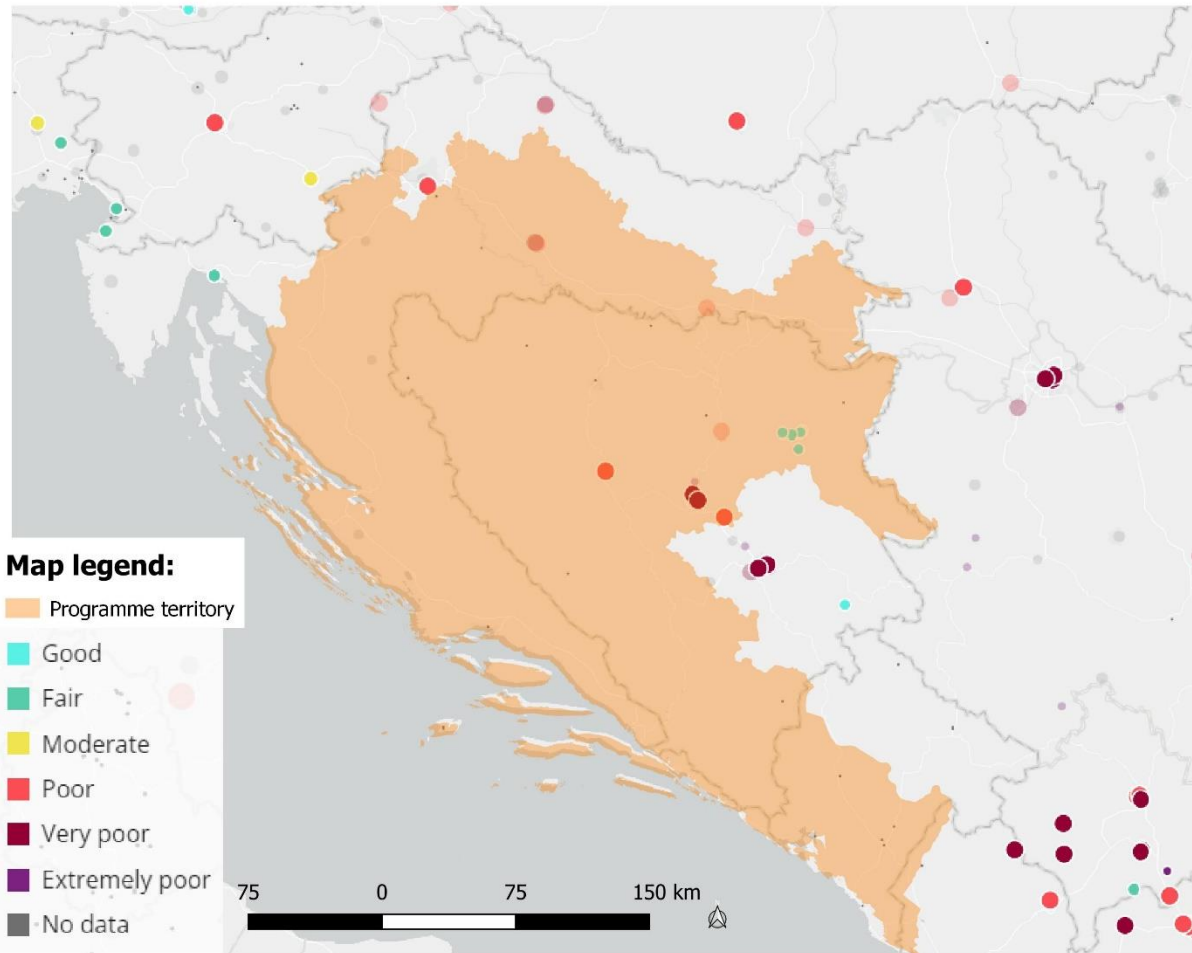 Map legend:
Programme territory
Good
Fair
Moderate
Poor
Very poor
Extremely poor
No data
75 0 75 150 km